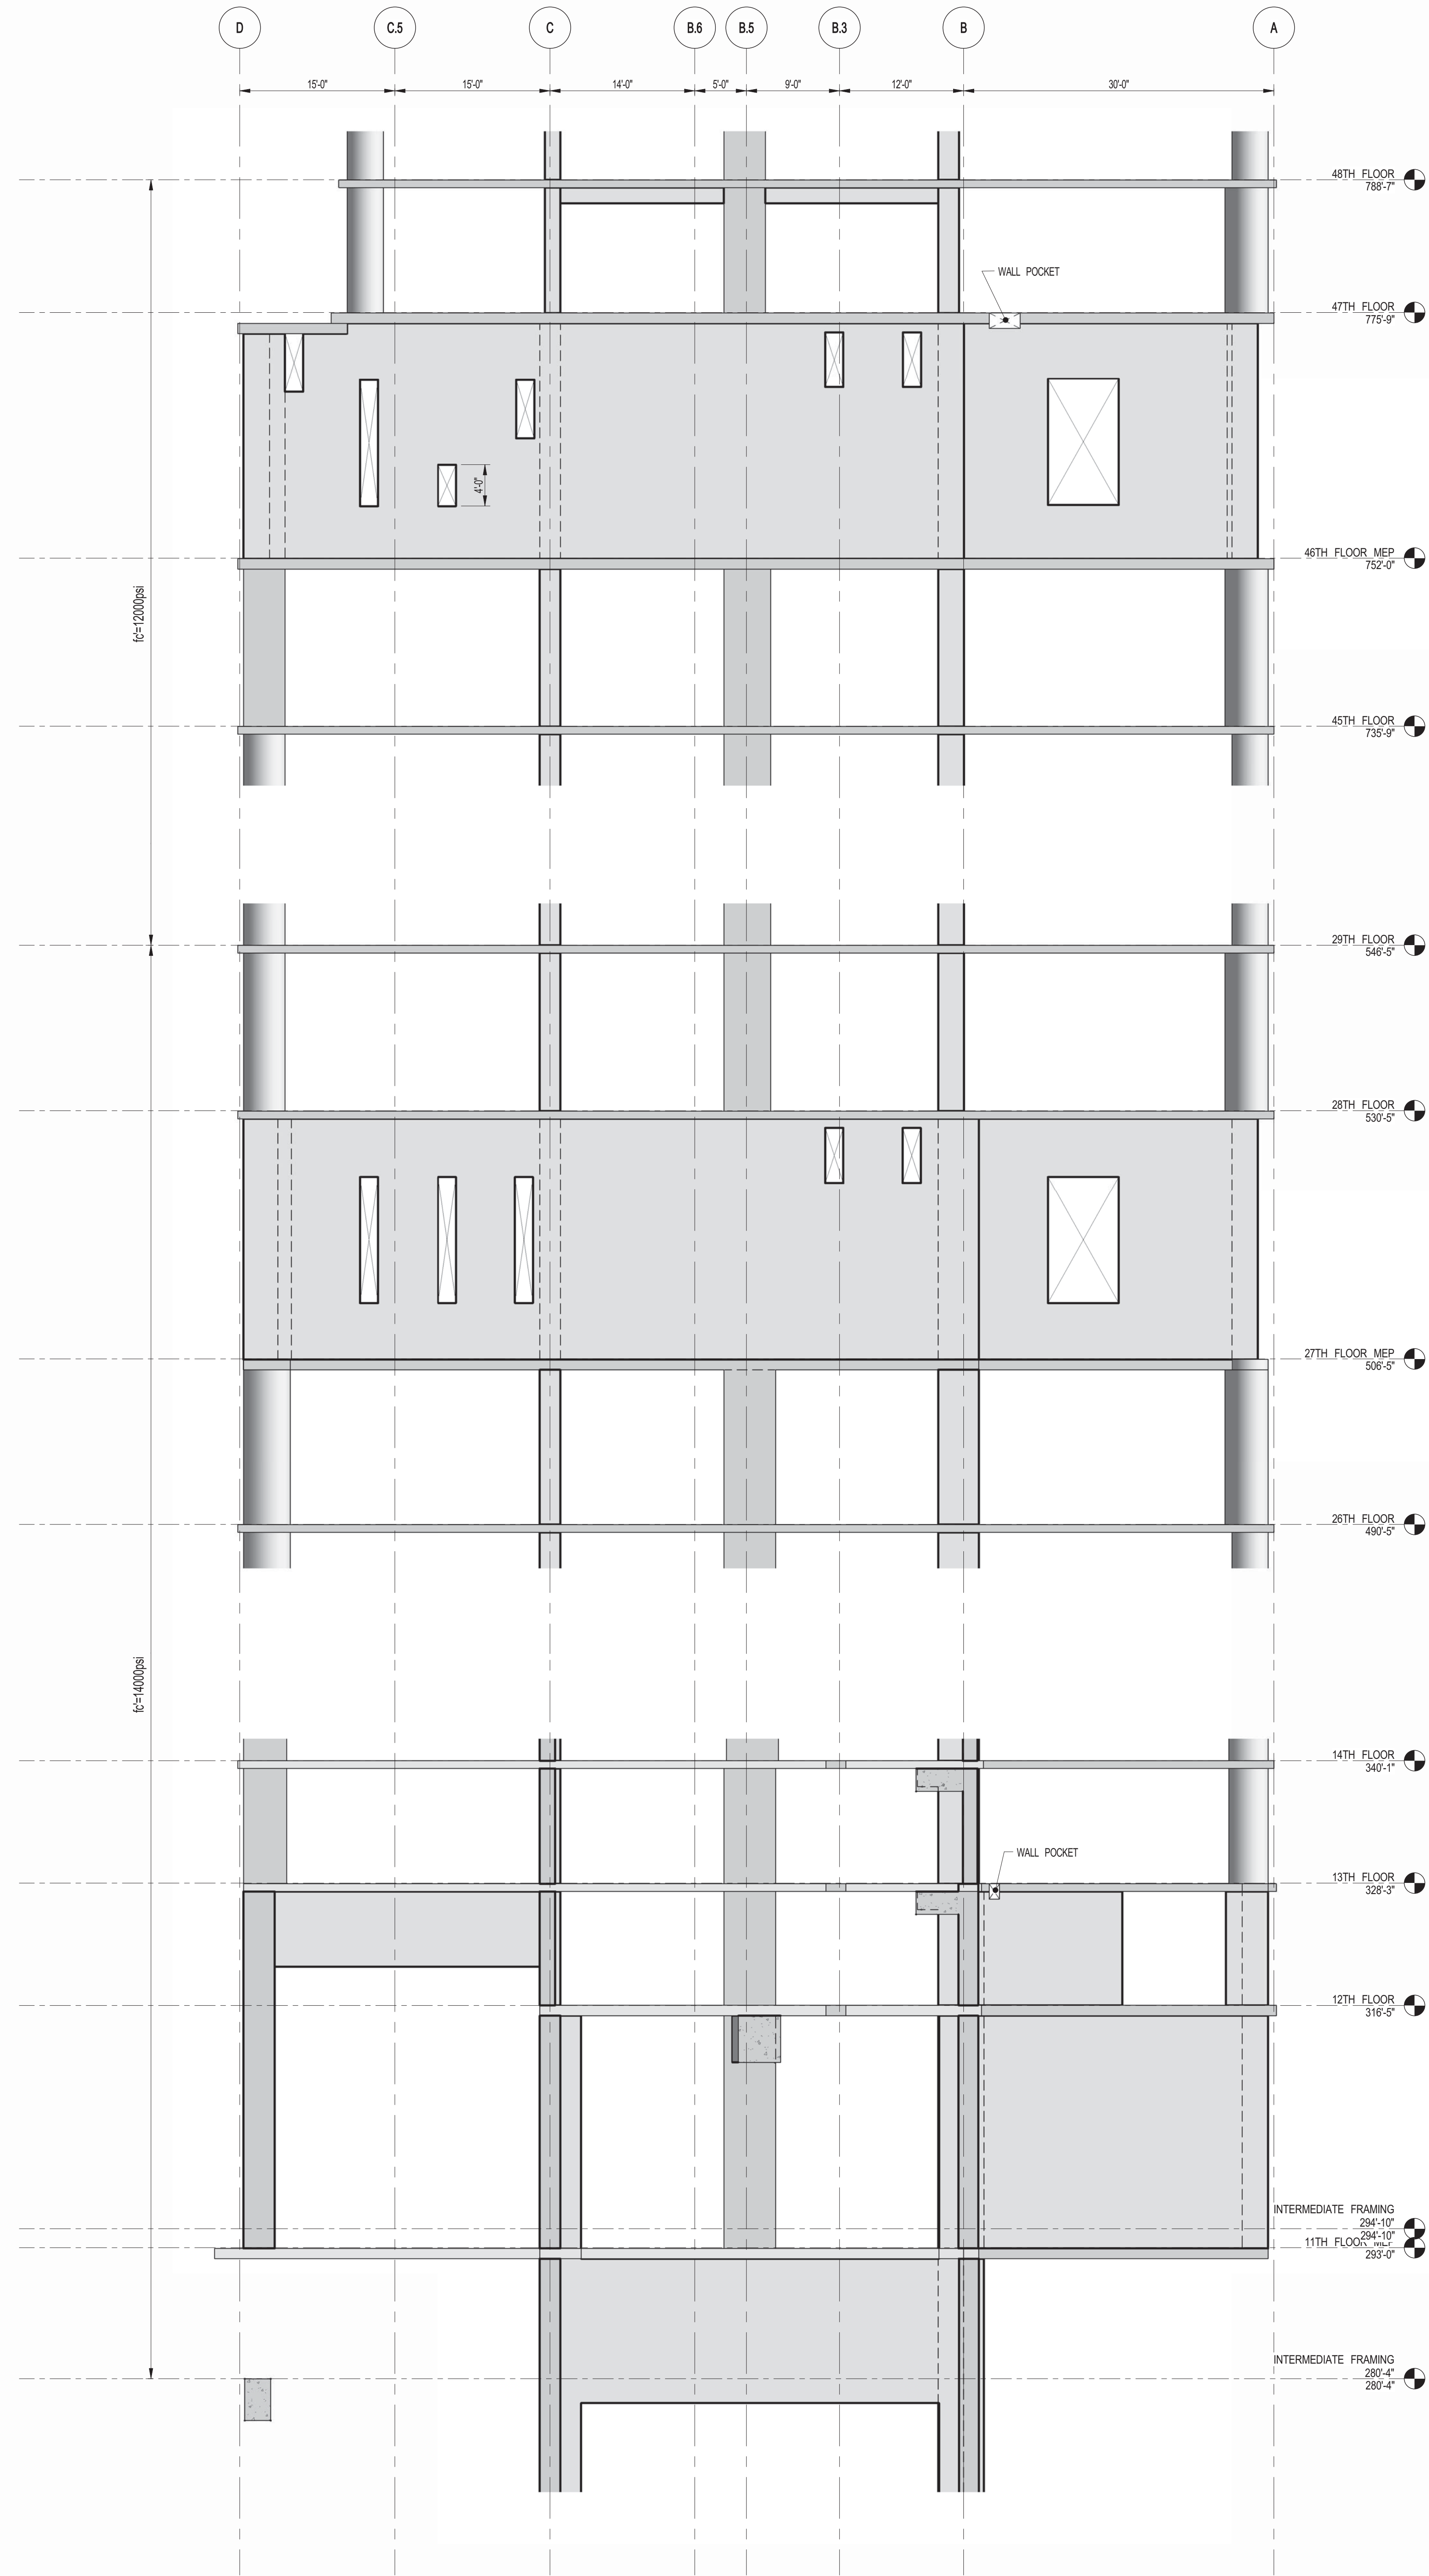 D C.5 C B.6 B.5 B.3 B A
15'-0" 15'-0" 14'-0" 5'-0" 9'-0" 12'-0" 30'-0"
48TH FLOOR
788'-7"
WALL POCKET
47TH FLOOR
775'-9"
4'-0"
46TH FLOOR MEP
752'-0"
fc'=12000psi
45TH FLOOR
735'-9"
29TH FLOOR
546'-5"
28TH FLOOR
530'-5"
27TH FLOOR MEP
506'-5"
26TH FLOOR
490'-5"
fc'=14000psi
14TH FLOOR
340'-1"
WALL POCKET
13TH FLOOR
328'-3"
12TH FLOOR
316'-5"
INTERMEDIATE FRAMING
294'-10"
294'-10"
11TH FLOOR MEP
293'-0"
INTERMEDIATE FRAMING
280'-4"
280'-4"